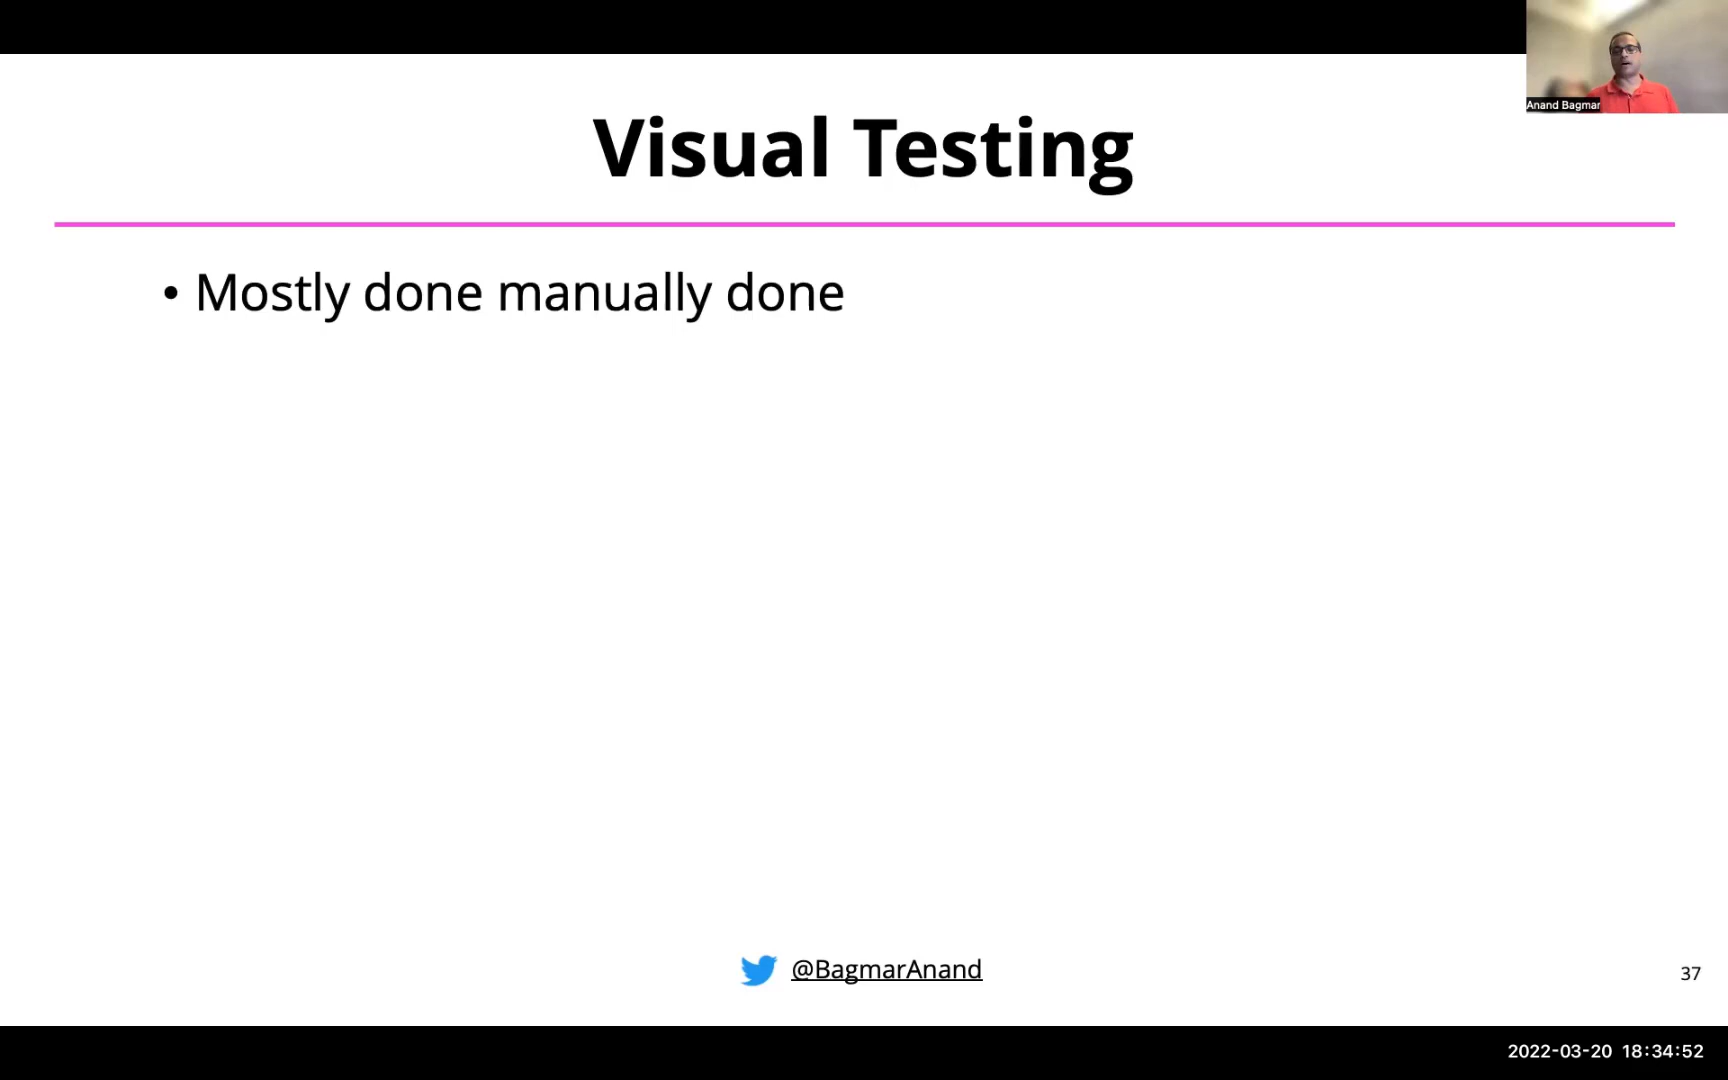 Anand Bagmar
Visual Testing
• Mostly done manually done
@BagmarAnand
37
2022-03-20 18:34:52